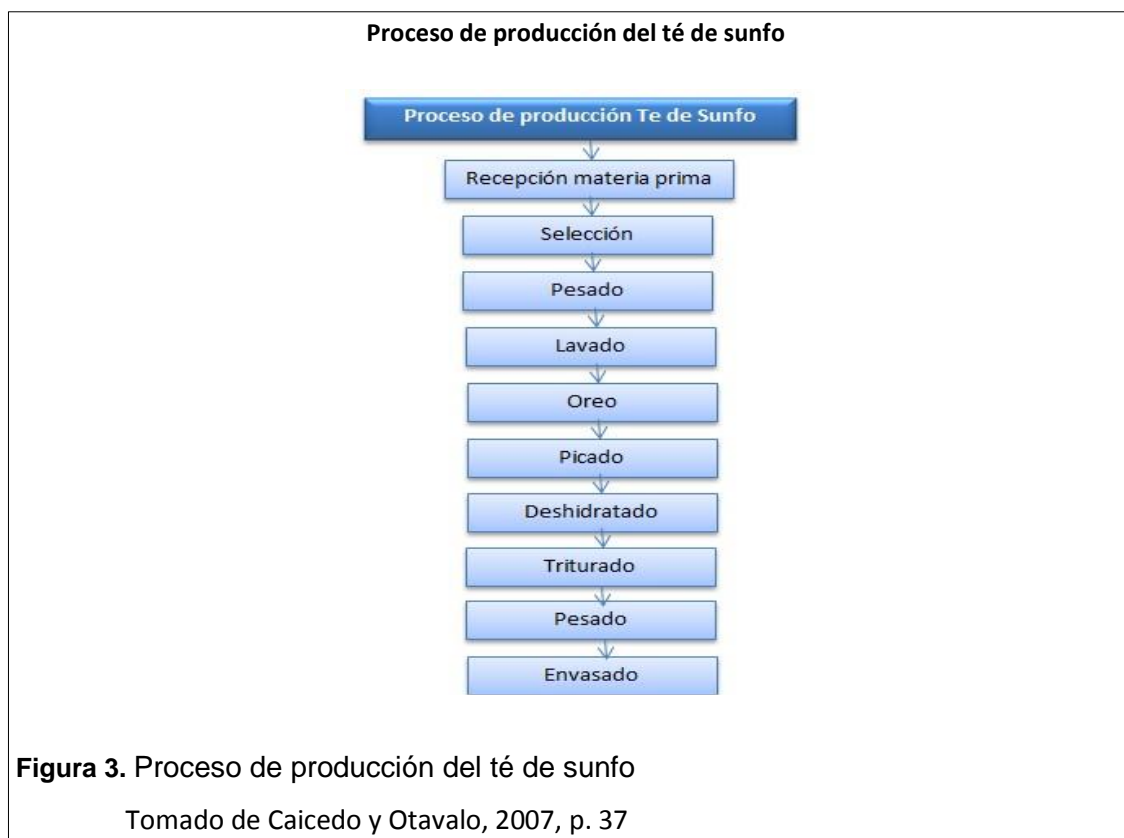 Proceso de producción del té de sunfo
Proceso de producción Te de Sunfo
Recepción materia prima
Selección
Pesado
Lavado
Oreo
Picado
Deshidratado
Triturado
Pesado
Envasado
Figura 3. Proceso de producción del té de sunfo
Tomado de Caicedo y Otavalo, 2007, p. 37